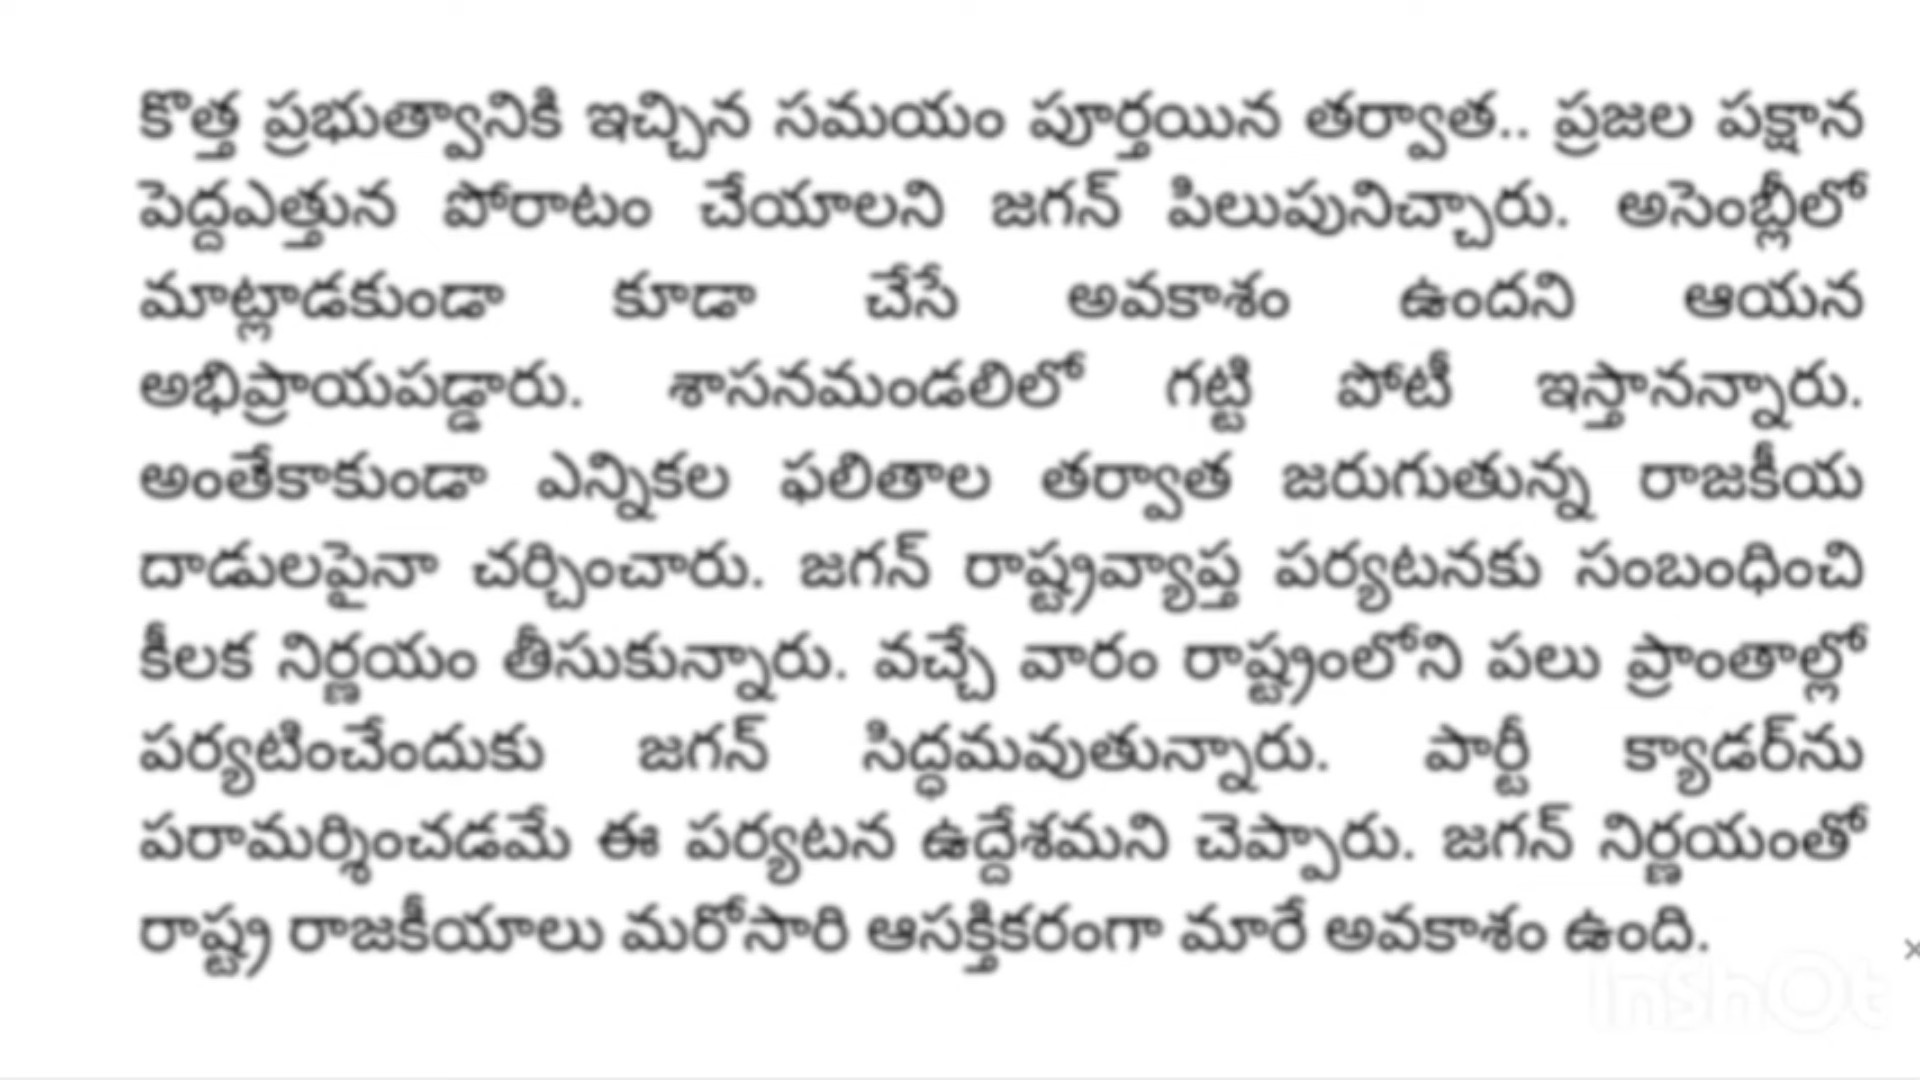 కొత్త ప్రభుత్వానికి ఇచ్చిన సమయం పూర్తయిన తర్వాత.. ప్రజల పక్షాన
పెద్దఎత్తున పోరాటం చేయాలని జగన్ పిలుపునిచ్చారు. అసెంబ్లీలో
మాట్లాడకుండా కూడా చేసే అవకాశం ఉందని ఆయన
అభిప్రాయపడ్డారు. శాసనమండలిలో గట్టి పోటీ ఇస్తానన్నారు.
అంతేకాకుండా ఎన్నికల ఫలితాల తర్వాత జరుగుతున్న రాజకీయ
దాడులపైనా చర్చించారు. జగన్ రాష్ట్రవ్యాప్త పర్యటనకు సంబంధించి
కీలక నిర్ణయం తీసుకున్నారు. వచ్చే వారం రాష్ట్రంలోని పలు ప్రాంతాల్లో
పర్యటించేందుకు జగన్ సిద్ధమవుతున్నారు. పార్టీ క్యాడర్‌ను
పరామర్శించడమే ఈ పర్యటన ఉద్దేశమని చెప్పారు. జగన్ నిర్ణయంతో
రాష్ట్ర రాజకీయాలు మరోసారి ఆసక్తికరంగా మారే అవకాశం ఉంది.
InShOt